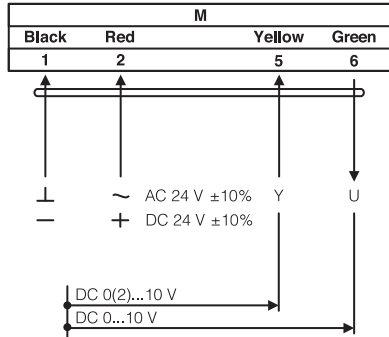 M
Black Red Yellow Green
1 2 5 6
⊥ ~ AC 24 V ±10% Y U
− + DC 24 V ±10%
DC 0(2)...10 V
DC 0...10 V